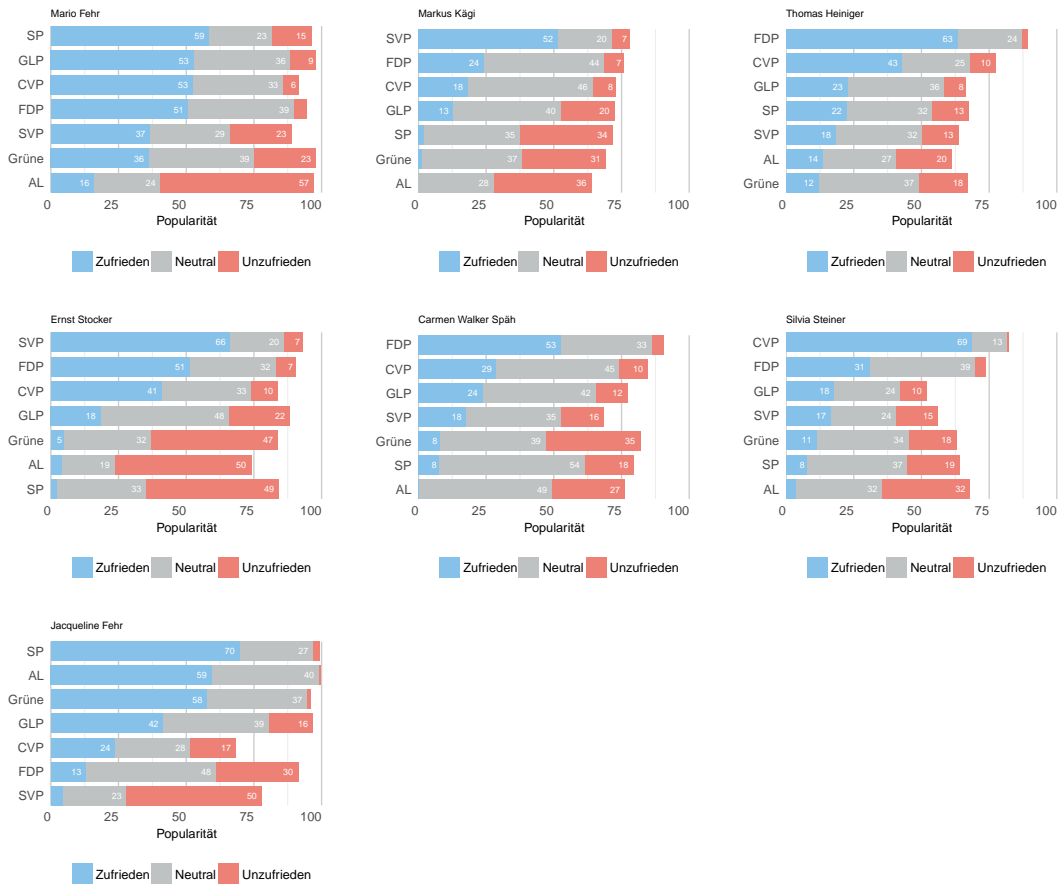 Mario Fehr
SP 59 23 15
GLP 53 36 9
CVP 53 33 6
FDP 51 39
SVP 37 29 23
Grüne 36 39 23
AL 16 24 57
0 25 50 75 100
Popularität
Zufrieden Neutral Unzufrieden
Markus Kägi
SVP 52 20 7
FDP 24 44 7
CVP 18 46 8
GLP 13 40 20
SP 35 34
Grüne 37 31
AL 28 36
0 25 50 75 100
Popularität
Zufrieden Neutral Unzufrieden
Thomas Heiniger
FDP 63 24
CVP 43 25 10
GLP 23 36 8
SP 22 32 13
SVP 18 32 13
AL 14 27 20
Grüne 12 37 18
0 25 50 75 100
Popularität
Zufrieden Neutral Unzufrieden
Ernst Stocker
SVP 66 20 7
FDP 51 32 7
CVP 41 33 10
GLP 18 48 22
Grüne 5 32 47
AL 19 50
SP 33 49
0 25 50 75 100
Popularität
Zufrieden Neutral Unzufrieden
Carmen Walker Späh
FDP 53 33
CVP 29 45 10
GLP 24 42 12
SVP 18 35 16
Grüne 8 39 35
SP 8 54 18
AL 49 27
0 25 50 75 100
Popularität
Zufrieden Neutral Unzufrieden
Silvia Steiner
CVP 69 13
FDP 31 39
GLP 18 24 10
SVP 17 24 15
Grüne 11 34 18
SP 8 37 19
AL 32 32
0 25 50 75 100
Popularität
Zufrieden Neutral Unzufrieden
Jacqueline Fehr
SP 70 27
AL 59 40
Grüne 58 37
GLP 42 39 16
CVP 24 28 17
FDP 13 48 30
SVP 23 50
0 25 50 75 100
Popularität
Zufrieden Neutral Unzufrieden